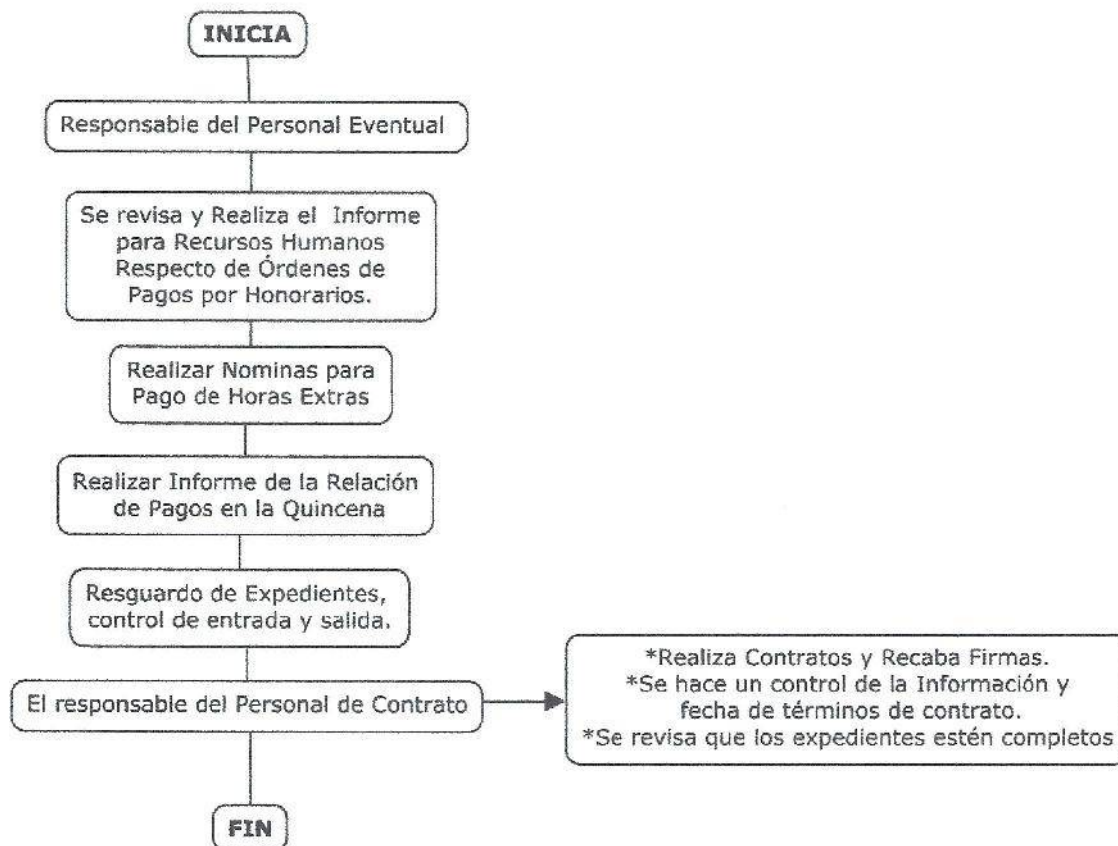 INICIA
Responsable del Personal Eventual
Se revisa y Realiza el Informe
para Recursos Humanos
Respecto de Órdenes de
Pagos por Honorarios.
Realizar Nominas para
Pago de Horas Extras
Realizar Informe de la Relación
de Pagos en la Quincena
Resguardo de Expedientes,
control de entrada y salida.
El responsable del Personal de Contrato
*Realiza Contratos y Recaba Firmas.
*Se hace un control de la Información y
fecha de términos de contrato.
*Se revisa que los expedientes estén completos
FIN